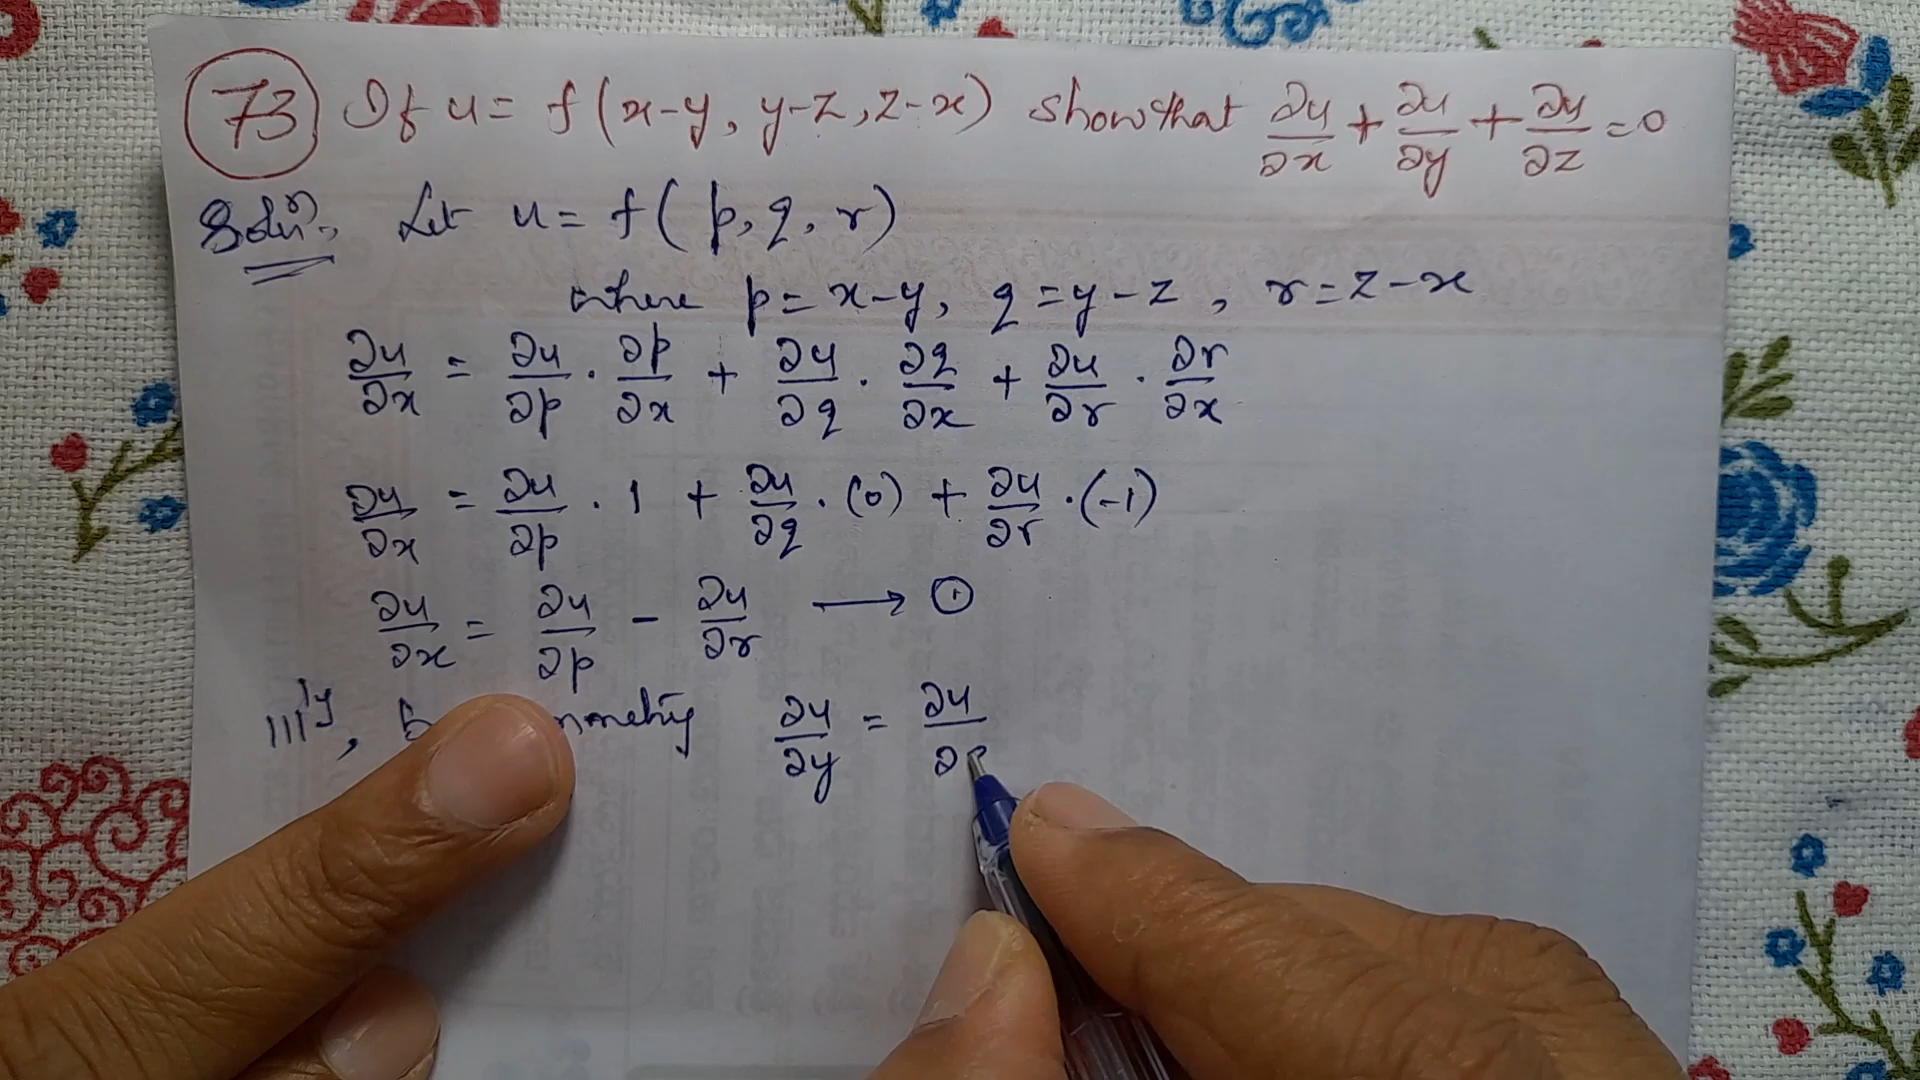 73 If u = f(x-y, y-z, z-x) show that ∂u/∂x + ∂u/∂y + ∂u/∂z = 0
Soln:- Let u = f(p, q, r)
where p = x-y, q = y-z, r = z-x
∂u/∂x = ∂u/∂p · ∂p/∂x + ∂u/∂q · ∂q/∂x + ∂u/∂r · ∂r/∂x
∂u/∂x = ∂u/∂p · 1 + ∂u/∂q · (0) + ∂u/∂r · (-1)
∂u/∂x = ∂u/∂p - ∂u/∂r → ①
|||ly, ∂u/∂y = ∂u/∂